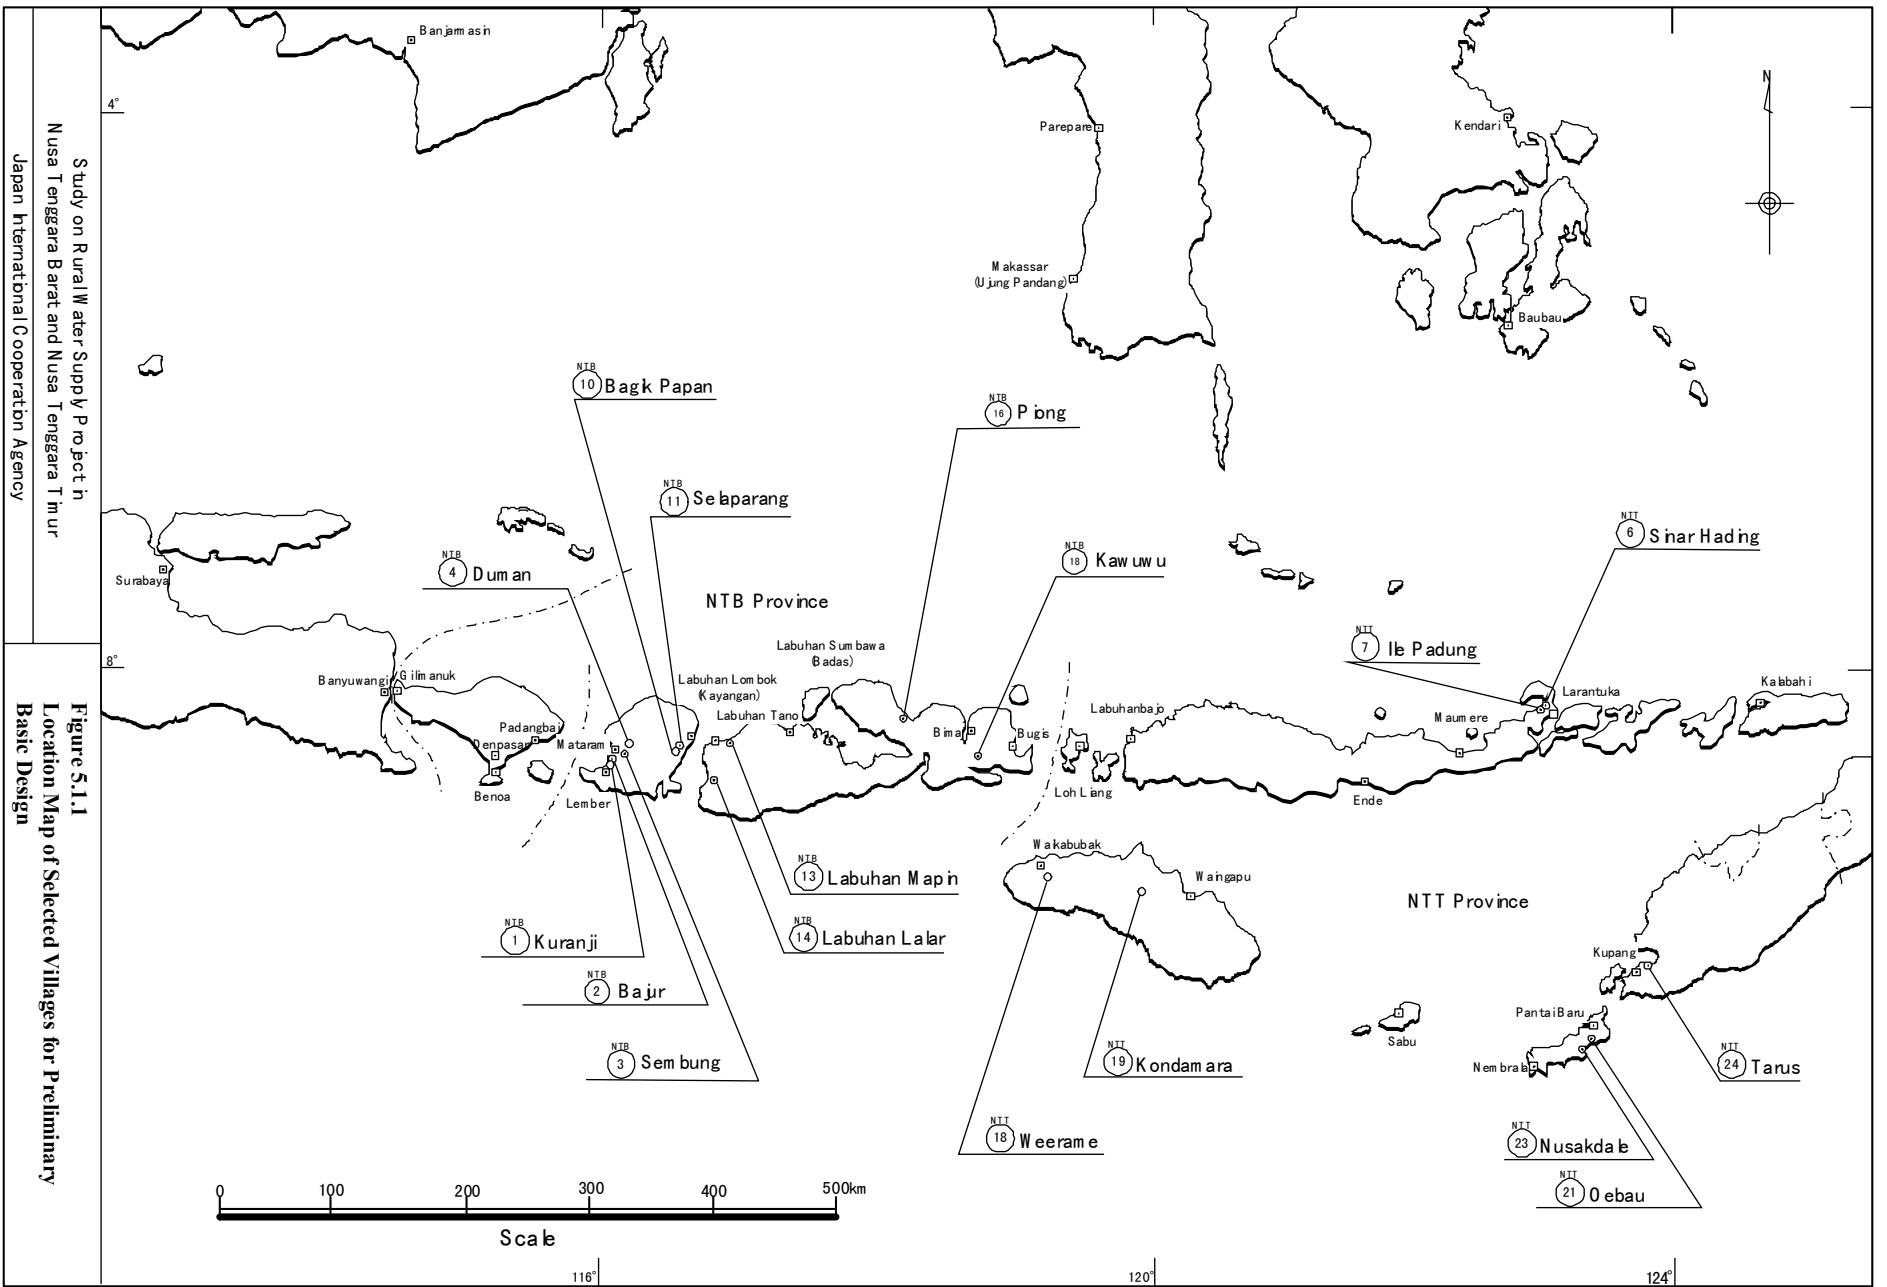 Banjarmasin
4°
Parepare
Kendari
N
Makassar
(Ujung Pandang)
Baubau
NTB
10 Bagik Papan
NTB
16 Piong
NTB
11 Selaparang
NTT
6 Sinar Hading
NTB
4 Duman
NTB
18 Kawuwu
Surabaya
NTB Province
NTT
7 Ile Padung
Labuhan Sumbawa
(Badas)
8°
Banyuwangi
Gilimanuk
Labuhan Lombok
(Kayangan)
Labuhan Tano
Labuhanbajo
Larantuka
Kalabahi
Maumere
Padangbai
Denpasar
Mataram
Bima
Bugis
Benoa
Lember
Loh Liang
Ende
Waikabubak
Waingapu
NTB
13 Labuhan Mapin
NTT Province
NTB
1 Kuranji
NTB
14 Labuhan Lalar
Kupang
NTB
2 Bajur
Pantai Baru
Sabu
NTB
3 Sembung
NTT
19 Kondamara
Nembrala
NTT
24 Tarus
NTT
18 Weerame
NTT
23 Nusakdale
NTT
21 Oebau
0 100 200 300 400 500km
Scale
116° 120° 124°
Study on Rural Water Supply Project in
Nusa Tenggara Barat and Nusa Tenggara Timur
Japan International Cooperation Agency
Figure 5.1.1
Location Map of Selected Villages for Preliminary
Basic Design